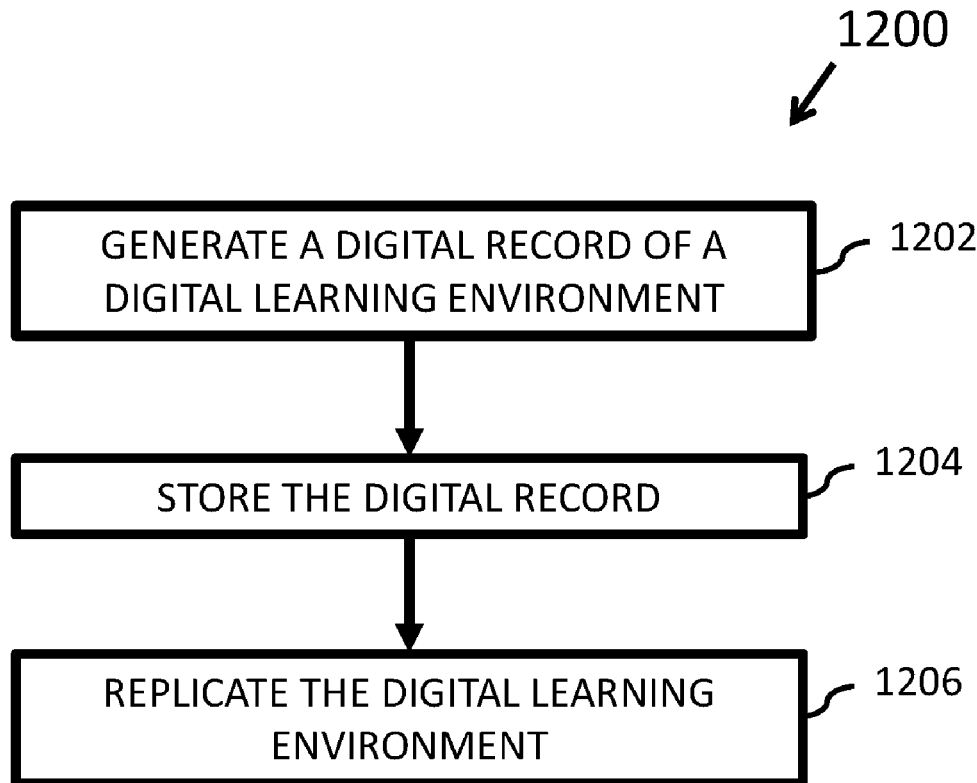 1200
GENERATE A DIGITAL RECORD OF A
DIGITAL LEARNING ENVIRONMENT
1202
STORE THE DIGITAL RECORD
1204
REPLICATE THE DIGITAL LEARNING
ENVIRONMENT
1206